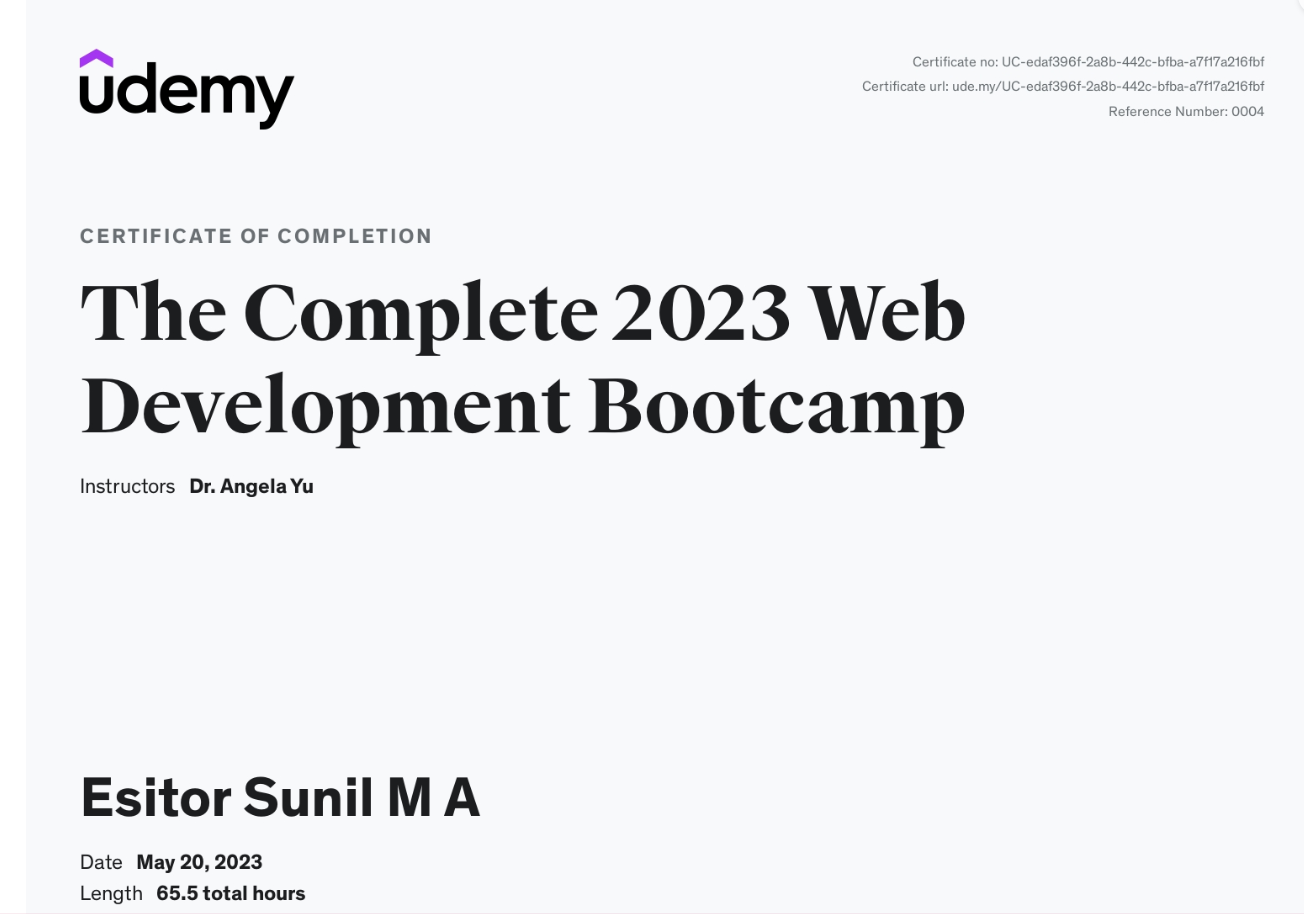 udemy
Certificate no: UC-edaf396f-2a8b-442c-bfba-a7f17a216fbf
Certificate url: ude.my/UC-edaf396f-2a8b-442c-bfba-a7f17a216fbf
Reference Number: 0004
CERTIFICATE OF COMPLETION
The Complete 2023 Web
Development Bootcamp
Instructors Dr. Angela Yu
Esitor Sunil M A
Date May 20, 2023
Length 65.5 total hours